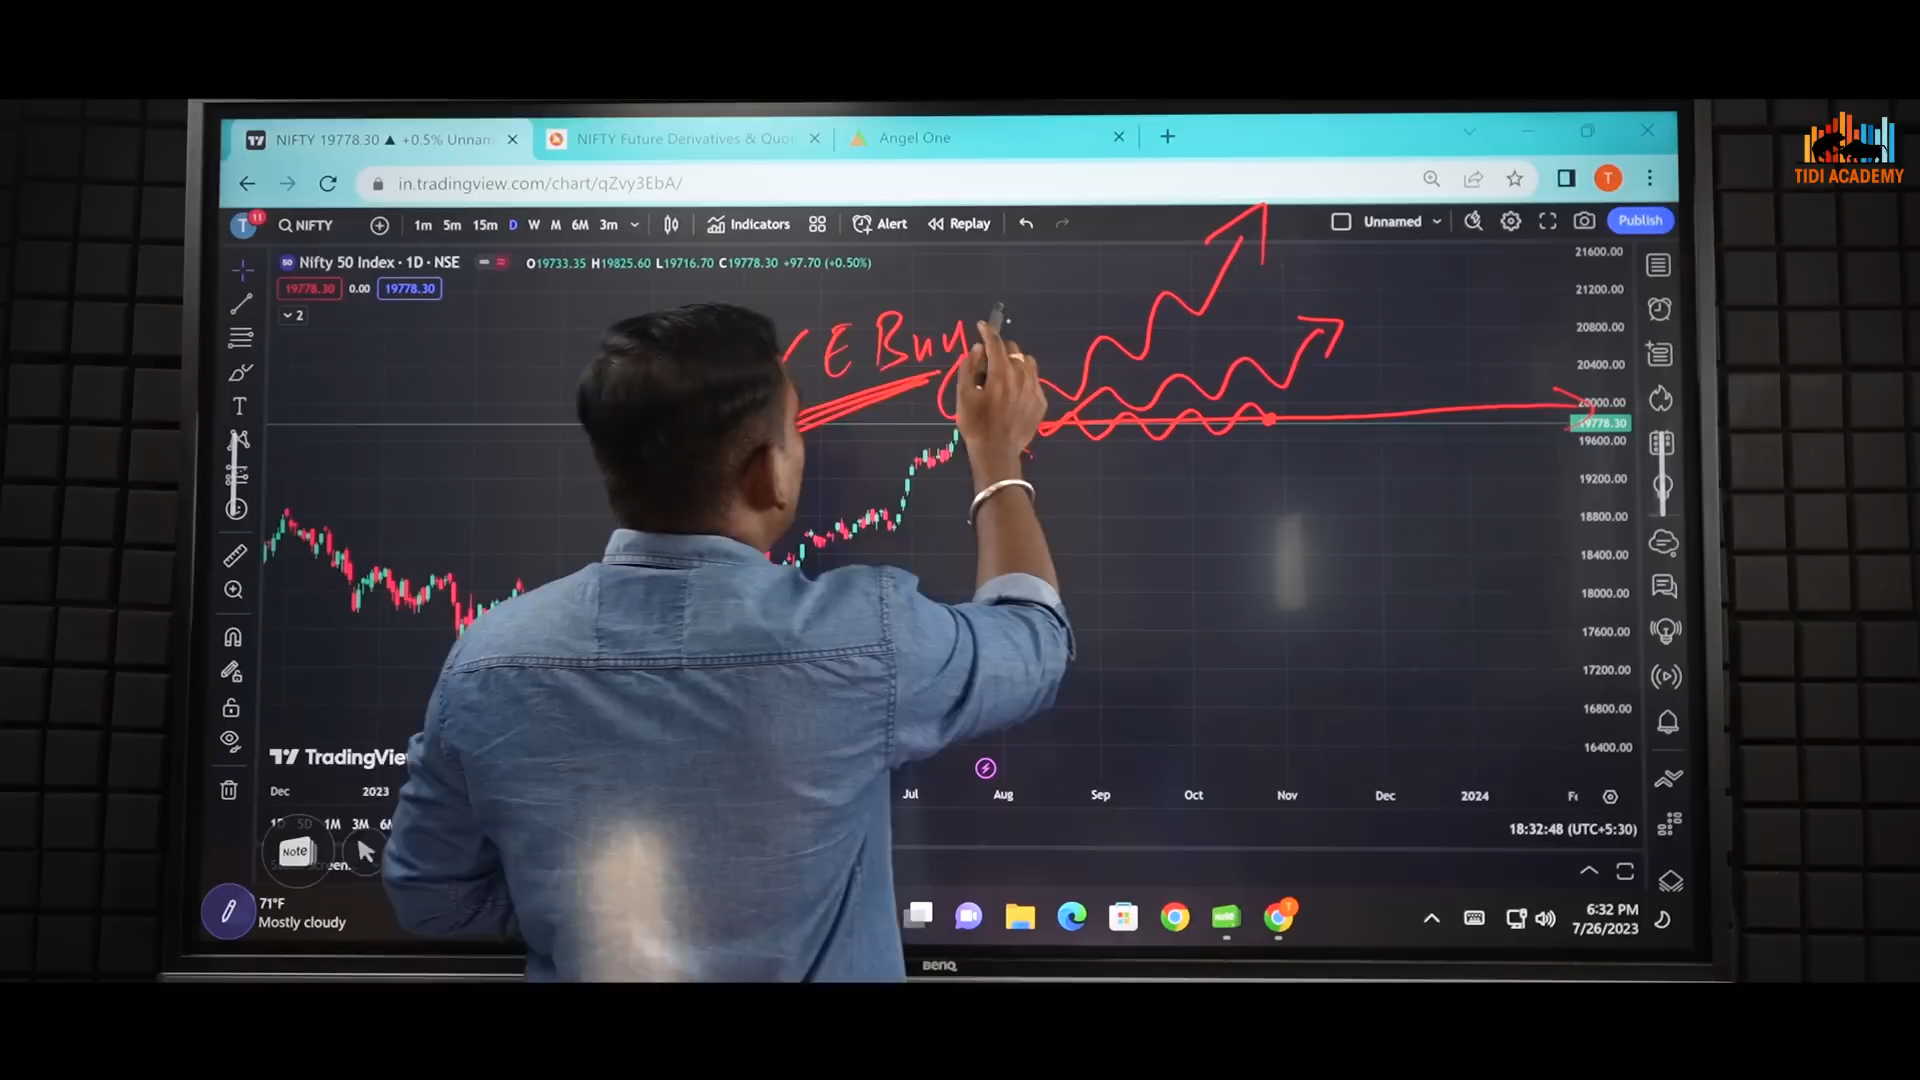 NIFTY 19778.30 ▲ +0.5% Unnam
NIFTY Future Derivatives & Quo
Angel One
in.tradingview.com/chart/qZvy3EbA/
T
TIDI ACADEMY
T 11
NIFTY
1m 5m 15m D W M 6M 3m
Indicators
Alert
Replay
Unnamed
Publish
Nifty 50 Index · 1D · NSE
O19733.35 H19825.60 L19716.70 C19778.30 +97.70 (+0.50%)
19778.30 0.00 19778.30
2
CE Buy
21600.00
21200.00
20800.00
20400.00
20000.00
19778.30
19600.00
19200.00
18800.00
18400.00
18000.00
17600.00
17200.00
16800.00
16400.00
TradingVie
Dec 2023 Jul Aug Sep Oct Nov Dec 2024
1D 5D 1M 3M
18:32:48 (UTC+5:30)
Note
71°F
Mostly cloudy
6:32 PM
7/26/2023
BenQ